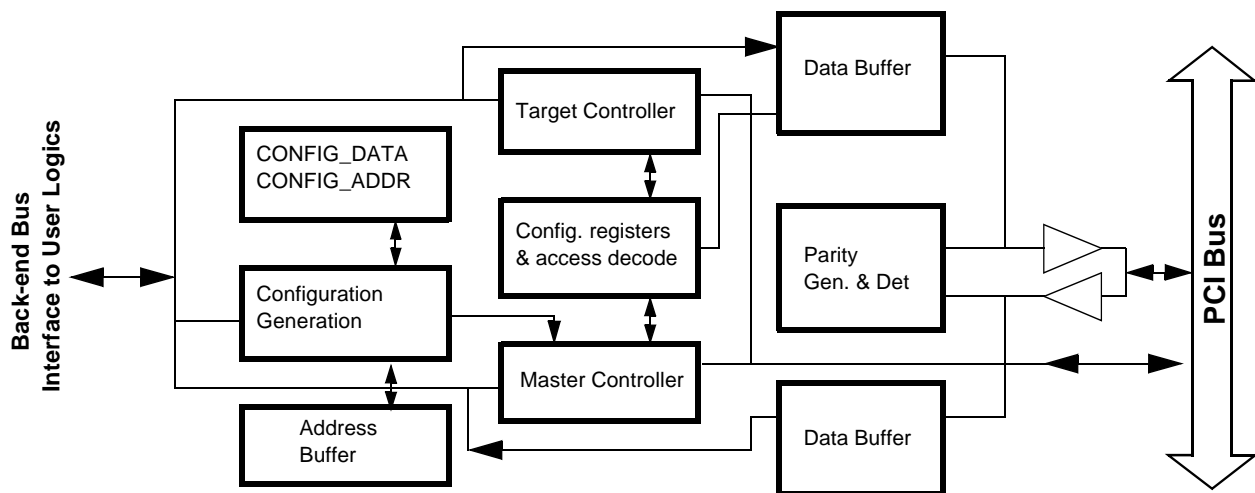 Back-end Bus
Interface to User Logics
CONFIG_DATA
CONFIG_ADDR
Configuration
Generation
Address
Buffer
Target Controller
Config. registers
& access decode
Master Controller
Data Buffer
Parity
Gen. & Det
Data Buffer
PCI Bus